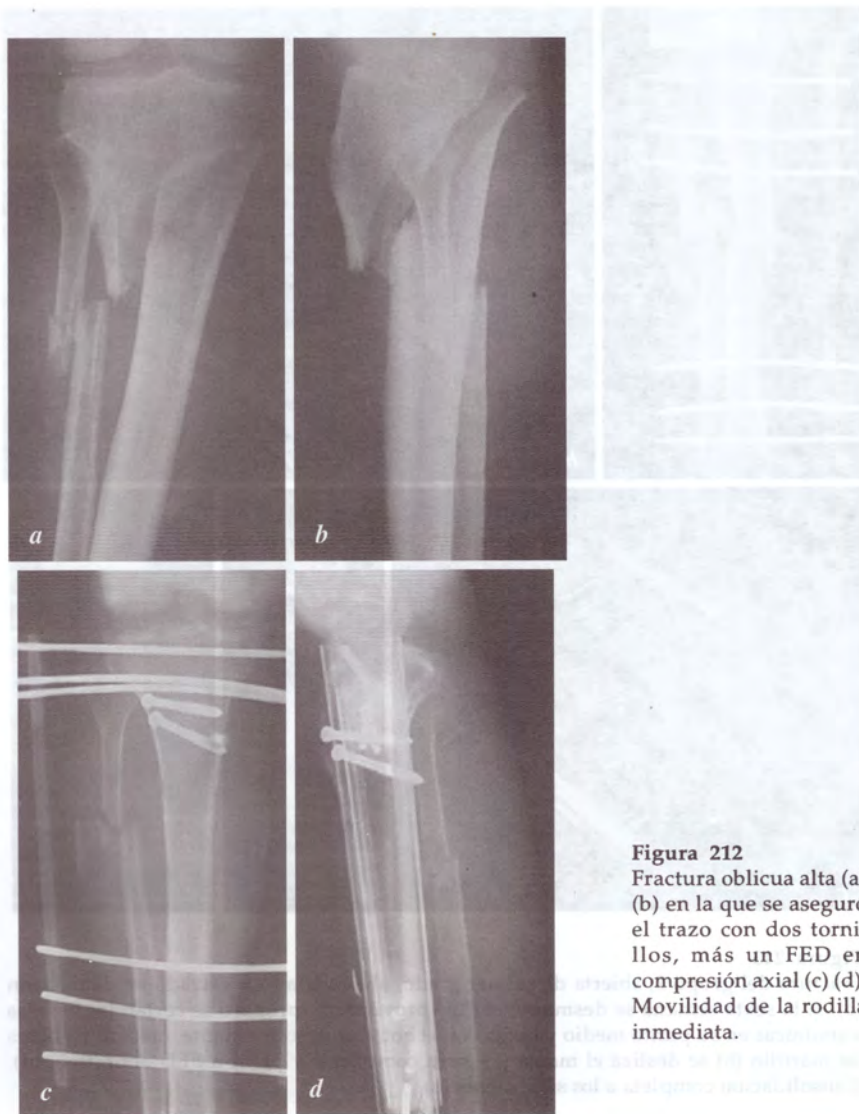 a
b
c
d
Figura 212
Fractura oblicua alta (a)
(b) en la que se aseguró
el trazo con dos torni
llos, más un FED en
compresión axial (c) (d)
Movilidad de la rodilla
inmediata.